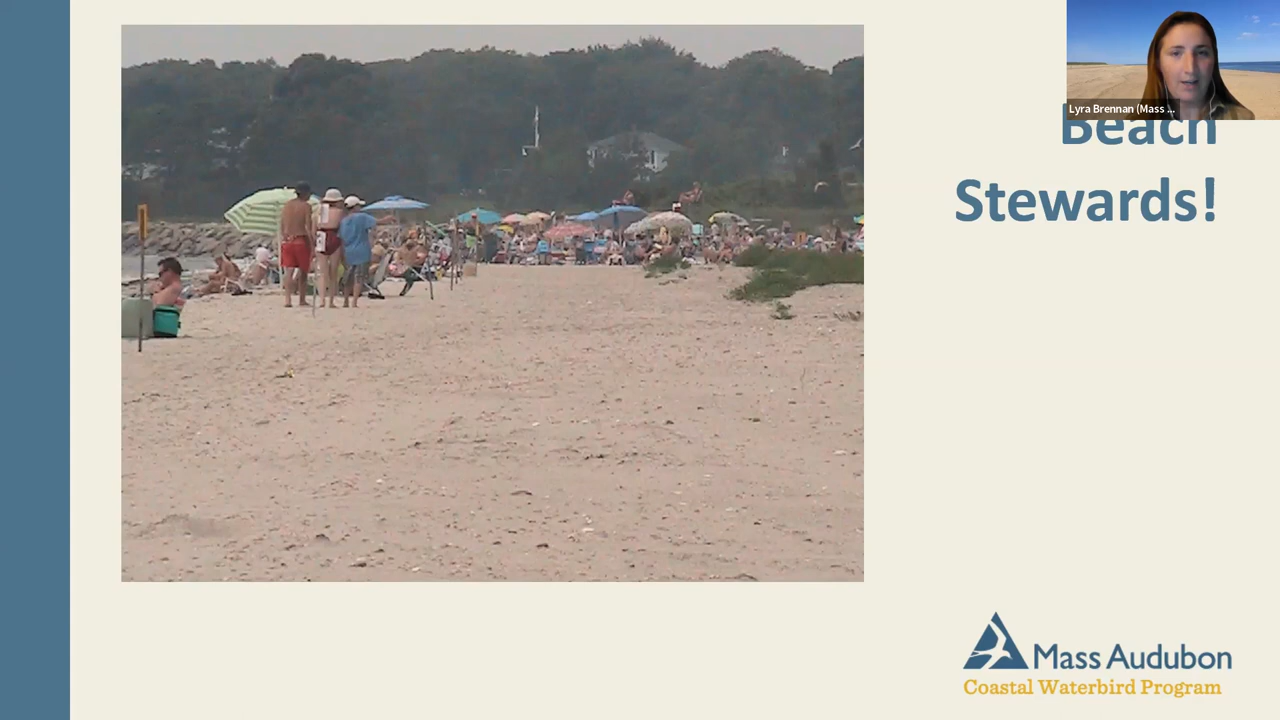 Lyra Brennan (Mass ...
Beach
Stewards!
Mass Audubon
Coastal Waterbird Program